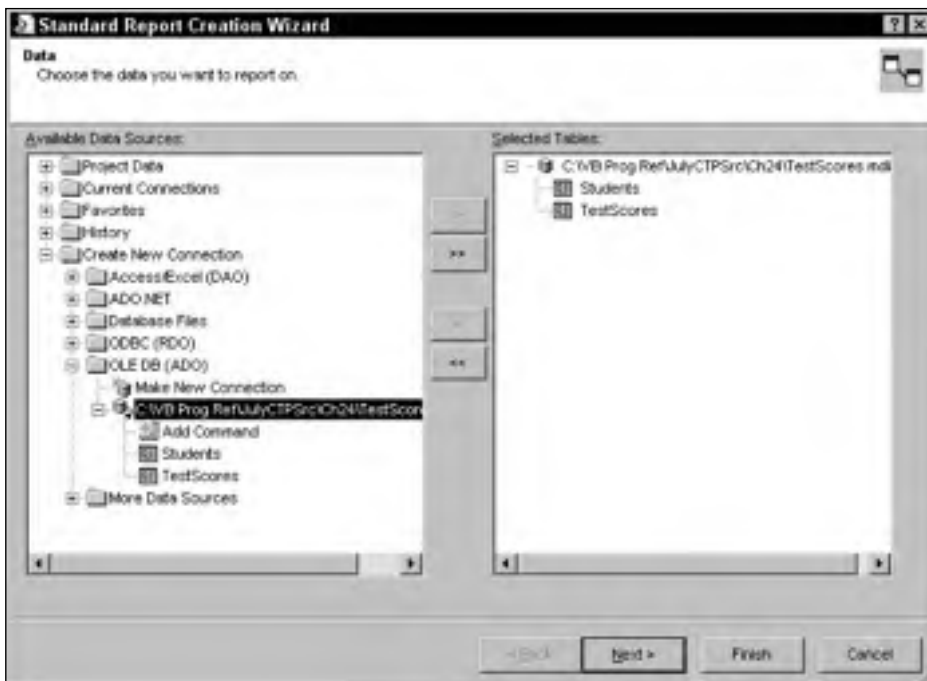 Standard Report Creation Wizard
Data
Choose the data you want to report on.
Available Data Sources:
Project Data
Current Connections
Favorites
History
Create New Connection
Access/Excel (DAO)
ADO.NET
Database Files
ODBC (RDO)
OLE DB (ADO)
Make New Connection
C:\VB Prog Ref\JulyCTPSrc\Ch24\TestScor
Add Command
Students
TestScores
More Data Sources
>
>>
<
<<
Selected Tables:
C:\VB Prog Ref\JulyCTPSrc\Ch24\TestScores.md
Students
TestScores
< Back
Next >
Finish
Cancel